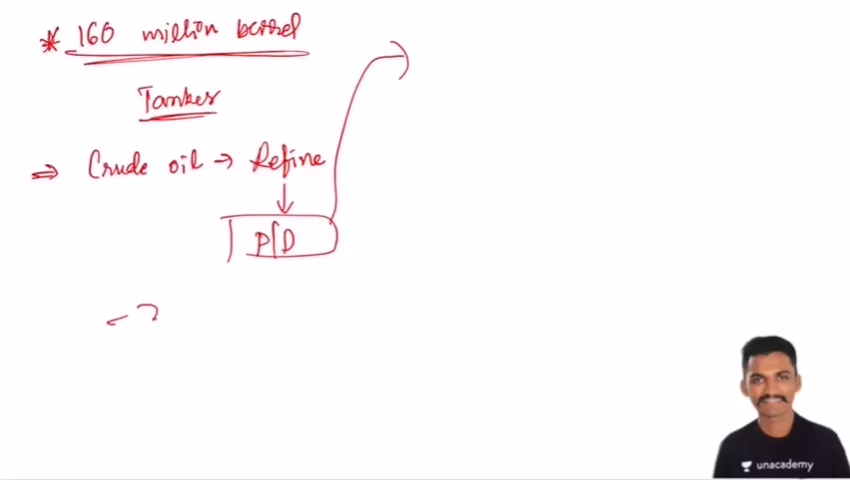 * 160 million barrel
Tanker
⇒ Crude oil → Refine
↓
P/D
unacademy